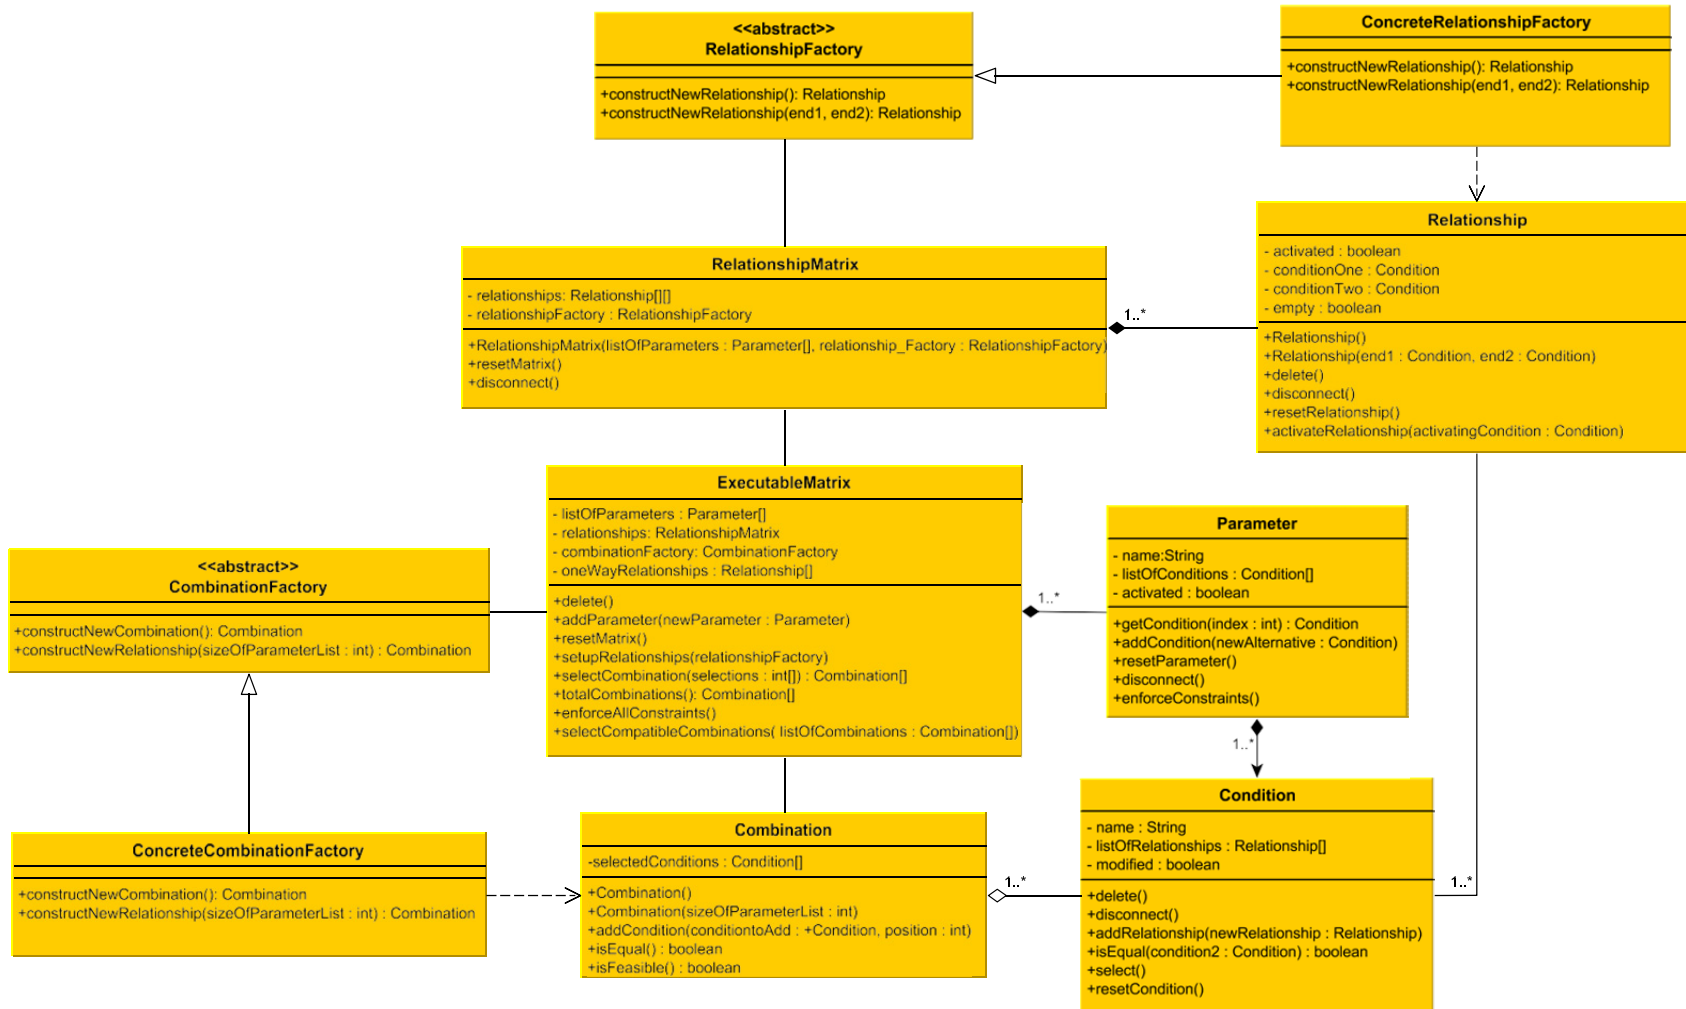 <<abstract>>
RelationshipFactory
+constructNewRelationship(): Relationship
+constructNewRelationship(end1, end2): Relationship
ConcreteRelationshipFactory
+constructNewRelationship(): Relationship
+constructNewRelationship(end1, end2): Relationship
Relationship
- activated : boolean
- conditionOne : Condition
- conditionTwo : Condition
- empty : boolean
+Relationship()
+Relationship(end1 : Condition, end2 : Condition)
+delete()
+disconnect()
+resetRelationship()
+activateRelationship(activatingCondition : Condition)
RelationshipMatrix
- relationships: Relationship[][]
- relationshipFactory : RelationshipFactory
+RelationshipMatrix(listOfParameters : Parameter[], relationship_Factory : RelationshipFactory)
+resetMatrix()
+disconnect()
1..*
ExecutableMatrix
- listOfParameters : Parameter[]
- relationships: RelationshipMatrix
- combinationFactory: CombinationFactory
- oneWayRelationships : Relationship[]
+delete()
+addParameter(newParameter : Parameter)
+resetMatrix()
+setupRelationships(relationshipFactory)
+selectCombination(selections : int[]) : Combination[]
+totalCombinations(): Combination[]
+enforceAllConstraints()
+selectCompatibleCombinations( listOfCombinations : Combination[])
1..*
Parameter
- name:String
- listOfConditions : Condition[]
- activated : boolean
+getCondition(index : int) : Condition
+addCondition(newAlternative : Condition)
+resetParameter()
+disconnect()
+enforceConstraints()
1..*
<<abstract>>
CombinationFactory
+constructNewCombination(): Combination
+constructNewRelationship(sizeOfParameterList : int) : Combination
ConcreteCombinationFactory
+constructNewCombination(): Combination
+constructNewRelationship(sizeOfParameterList : int) : Combination
Combination
-selectedConditions : Condition[]
+Combination()
+Combination(sizeOfParameterList : int)
+addCondition(conditiontoAdd : +Condition, position : int)
+isEqual() : boolean
+isFeasible() : boolean
1..*
Condition
- name : String
- listOfRelationships : Relationship[]
- modified : boolean
+delete()
+disconnect()
+addRelationship(newRelationship : Relationship)
+isEqual(condition2 : Condition) : boolean
+select()
+resetCondition()
1..*